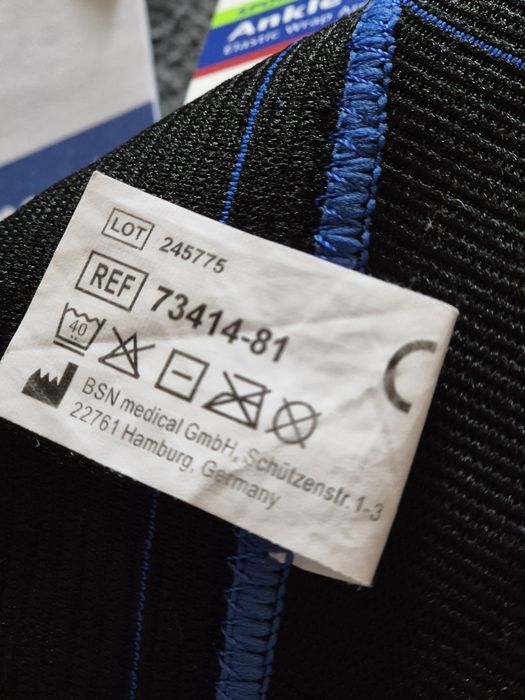 Ankle
Elastic Wrap
LOT 245775
REF 73414-81
40
BSN medical GmbH, Schützenstr. 1-3
22761 Hamburg, Germany
C